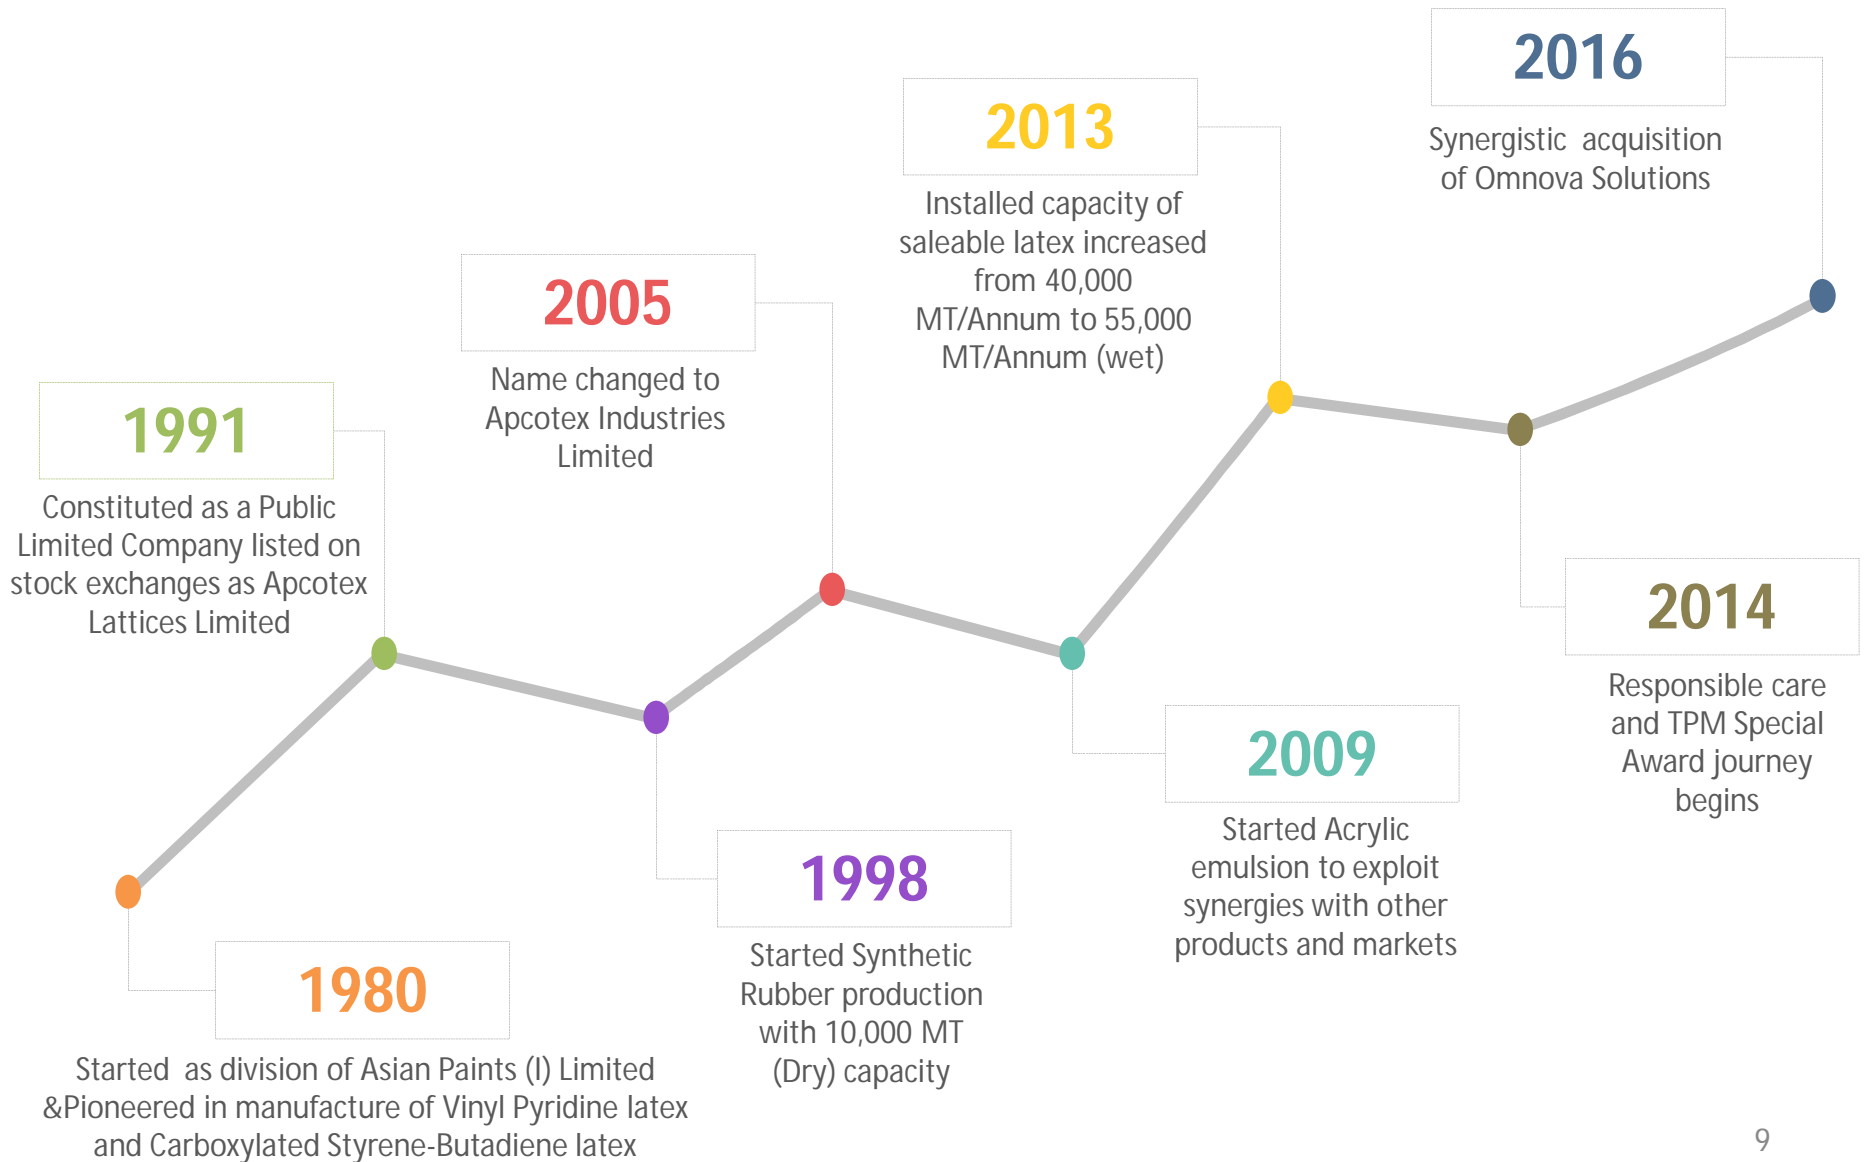 1980
Started as division of Asian Paints (I) Limited
&Pioneered in manufacture of Vinyl Pyridine latex
and Carboxylated Styrene-Butadiene latex
1991
Constituted as a Public
Limited Company listed on
stock exchanges as Apcotex
Lattices Limited
1998
Started Synthetic
Rubber production
with 10,000 MT
(Dry) capacity
2005
Name changed to
Apcotex Industries
Limited
2009
Started Acrylic
emulsion to exploit
synergies with other
products and markets
2013
Installed capacity of
saleable latex increased
from 40,000
MT/Annum to 55,000
MT/Annum (wet)
2014
Responsible care
and TPM Special
Award journey
begins
2016
Synergistic acquisition
of Omnova Solutions
9